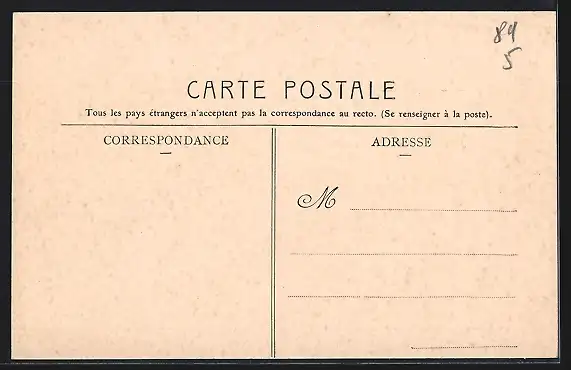 84
5
CARTE POSTALE
Tous les pays étrangers n'acceptent pas la correspondance au recto. (Se renseigner à la poste).
CORRESPONDANCE
ADRESSE
M